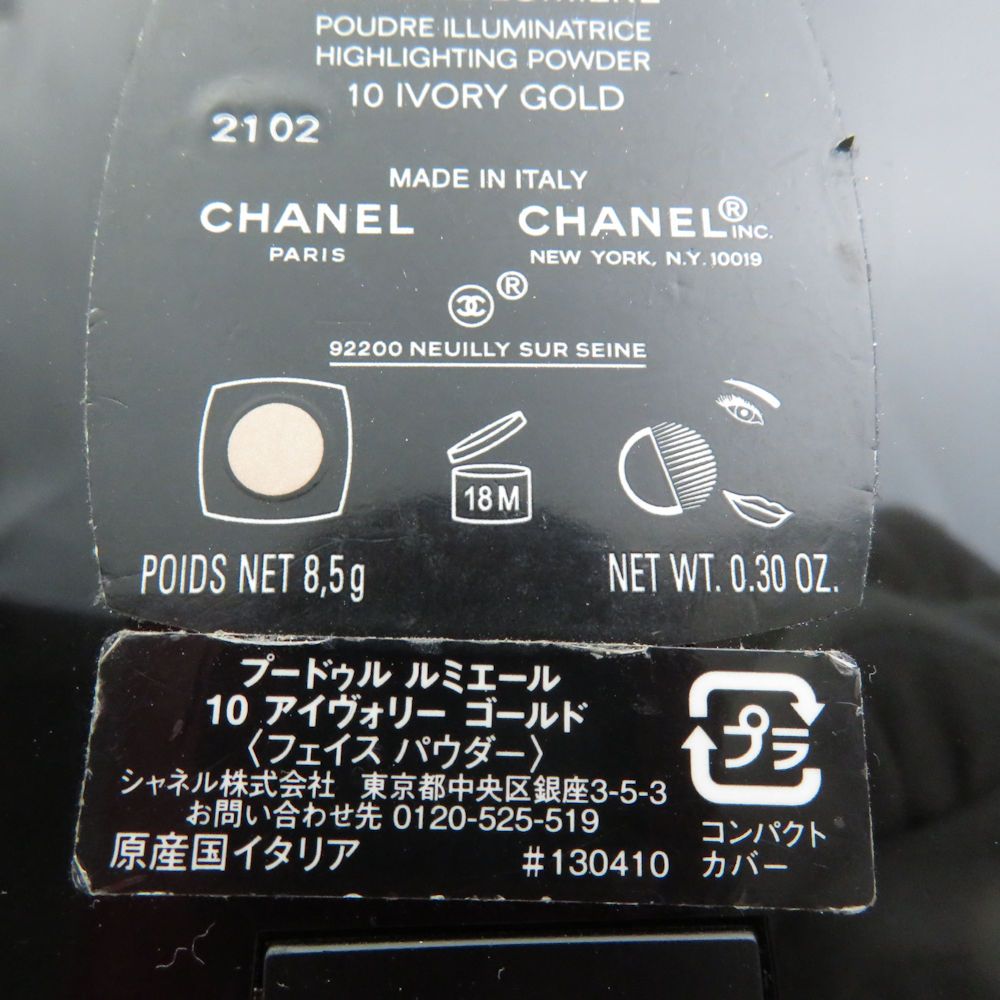 POUDRE ILLUMINATRICE
HIGHLIGHTING POWDER
10 IVORY GOLD
2102
MADE IN ITALY
CHANEL
PARIS
CHANEL® INC.
NEW YORK, N.Y. 10019
®
92200 NEUILLY SUR SEINE
18 M
POIDS NET 8,5 g
NET WT. 0.30 OZ.
プードゥル ルミエール
10 アイヴォリー ゴールド
〈フェイス パウダー〉
シャネル株式会社 東京都中央区銀座3-5-3
お問い合わせ先 0120-525-519
原産国イタリア #130410
プラ
コンパクト
カバー